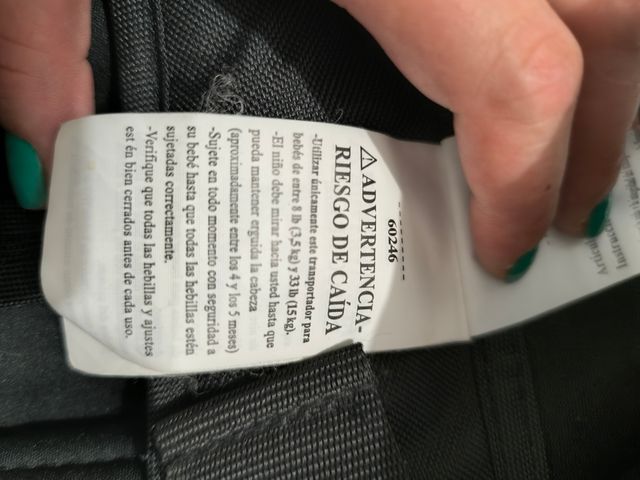 60246
⚠ ADVERTENCIA-
RIESGO DE CAÍDA
-Utilizar únicamente este transportador para
bebés de entre 8 lb (3,5 kg) y 33 lb (15 kg).
-El niño debe mirar hacia usted hasta que
pueda mantener erguida la cabeza
(aproximadamente entre los 4 y los 5 meses)
-Sujete en todo momento con seguridad a
su bebé hasta que todas las hebillas estén
sujetadas correctamente.
-Verifique que todas las hebillas y ajustes
est én bien cerrados antes de cada uso.